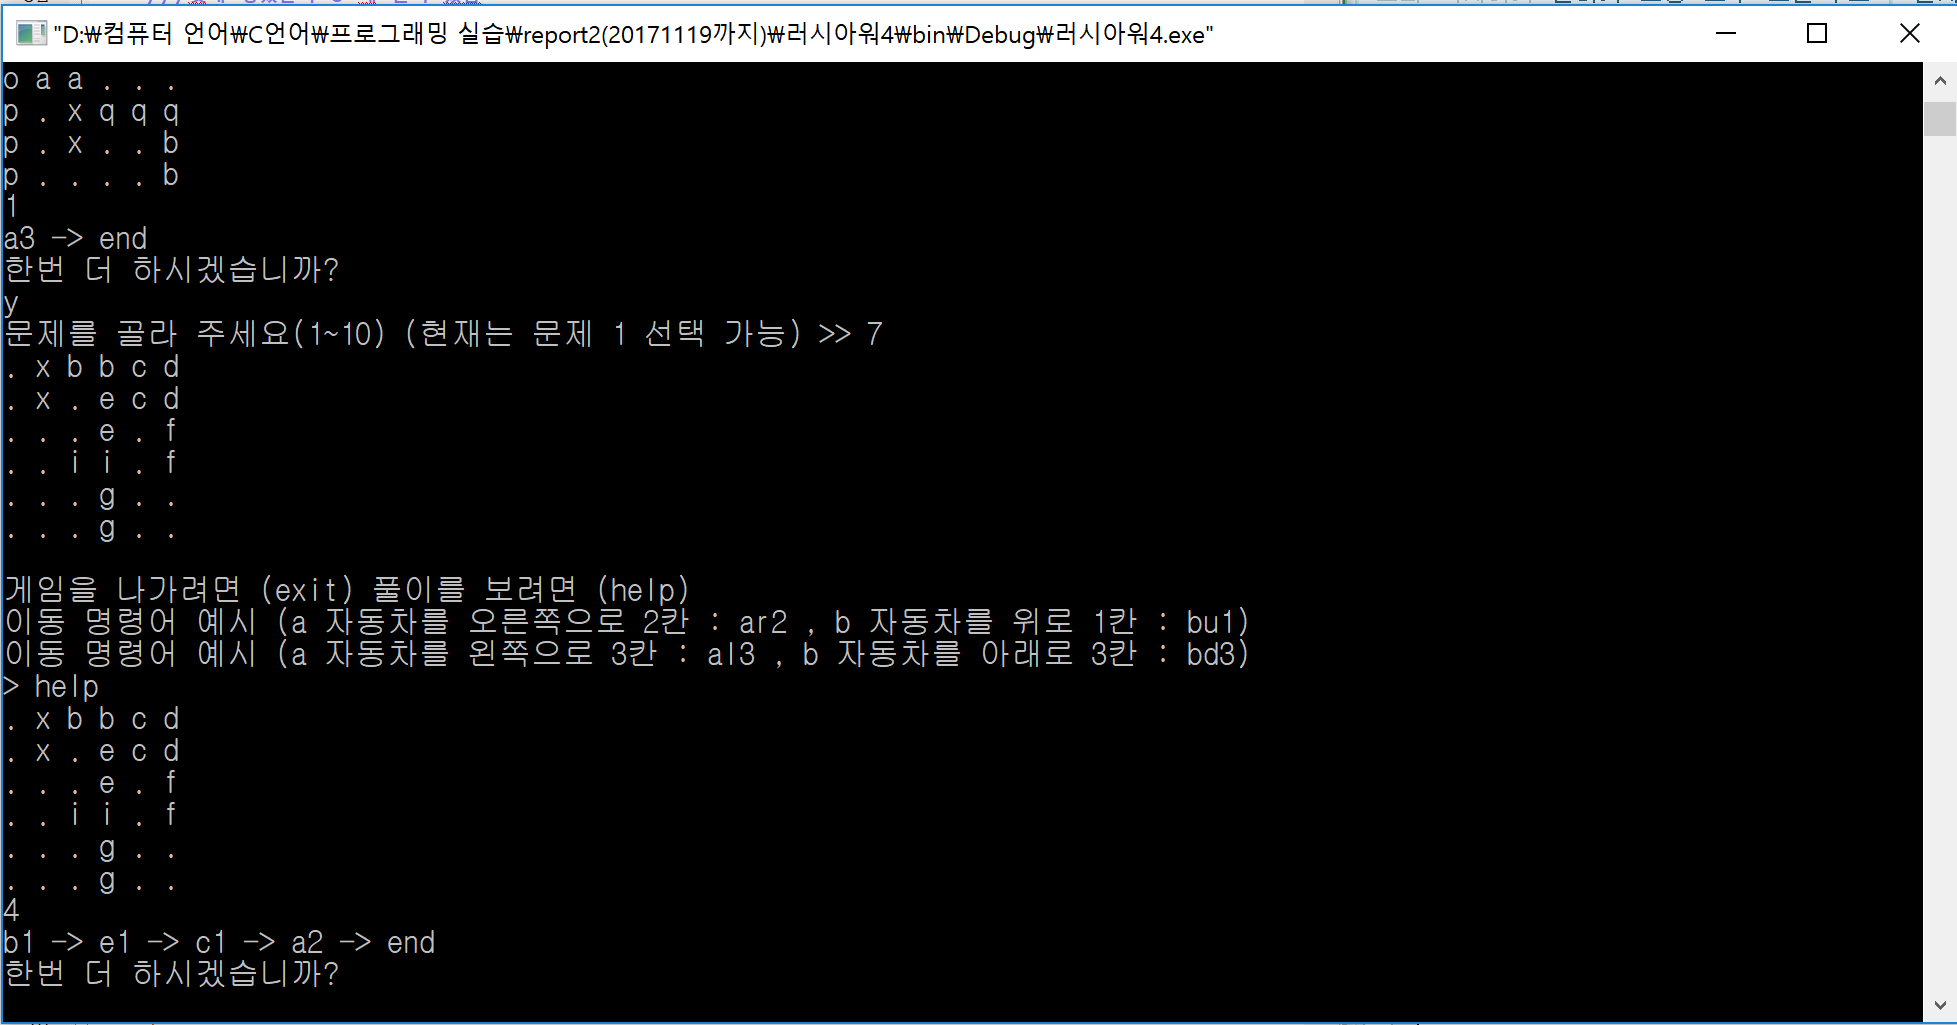 "D:\컴퓨터 언어\C언어\프로그래밍 실습\report2(20171119까지)\러시아워4\bin\Debug\러시아워4.exe"
o a a . . .
p . x q q q
p . x . . b
p . . . . b
1
a3 -> end
한번 더 하시겠습니까?
y
문제를 골라 주세요(1~10) (현재는 문제 1 선택 가능) >> 7
. x b b c d
. x . e c d
. . . e . f
. . i i . f
. . . g . .
. . . g . .
게임을 나가려면 (exit) 풀이를 보려면 (help)
이동 명령어 예시 (a 자동차를 오른쪽으로 2칸 : ar2 , b 자동차를 위로 1칸 : bu1)
이동 명령어 예시 (a 자동차를 왼쪽으로 3칸 : al3 , b 자동차를 아래로 3칸 : bd3)
> help
. x b b c d
. x . e c d
. . . e . f
. . i i . f
. . . g . .
. . . g . .
4
b1 -> e1 -> c1 -> a2 -> end
한번 더 하시겠습니까?